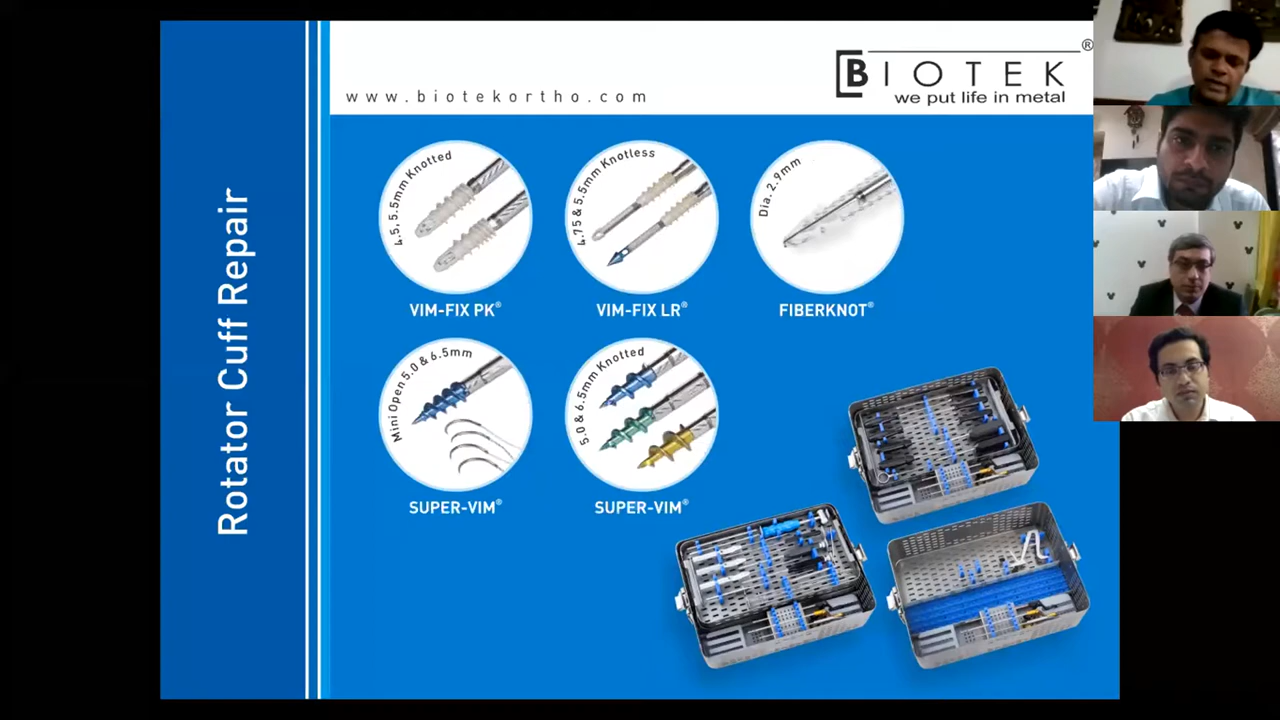 Rotator Cuff Repair
www.biotekortho.com
BIOTEK®
we put life in metal
4.5, 5.5mm Knotted
VIM-FIX PK®
4.75 & 5.5mm Knotless
VIM-FIX LR®
Dia. 2.9mm
FIBERKNOT®
Mini Open 5.0 & 6.5mm
SUPER-VIM®
5.0 & 6.5mm Knotted
SUPER-VIM®